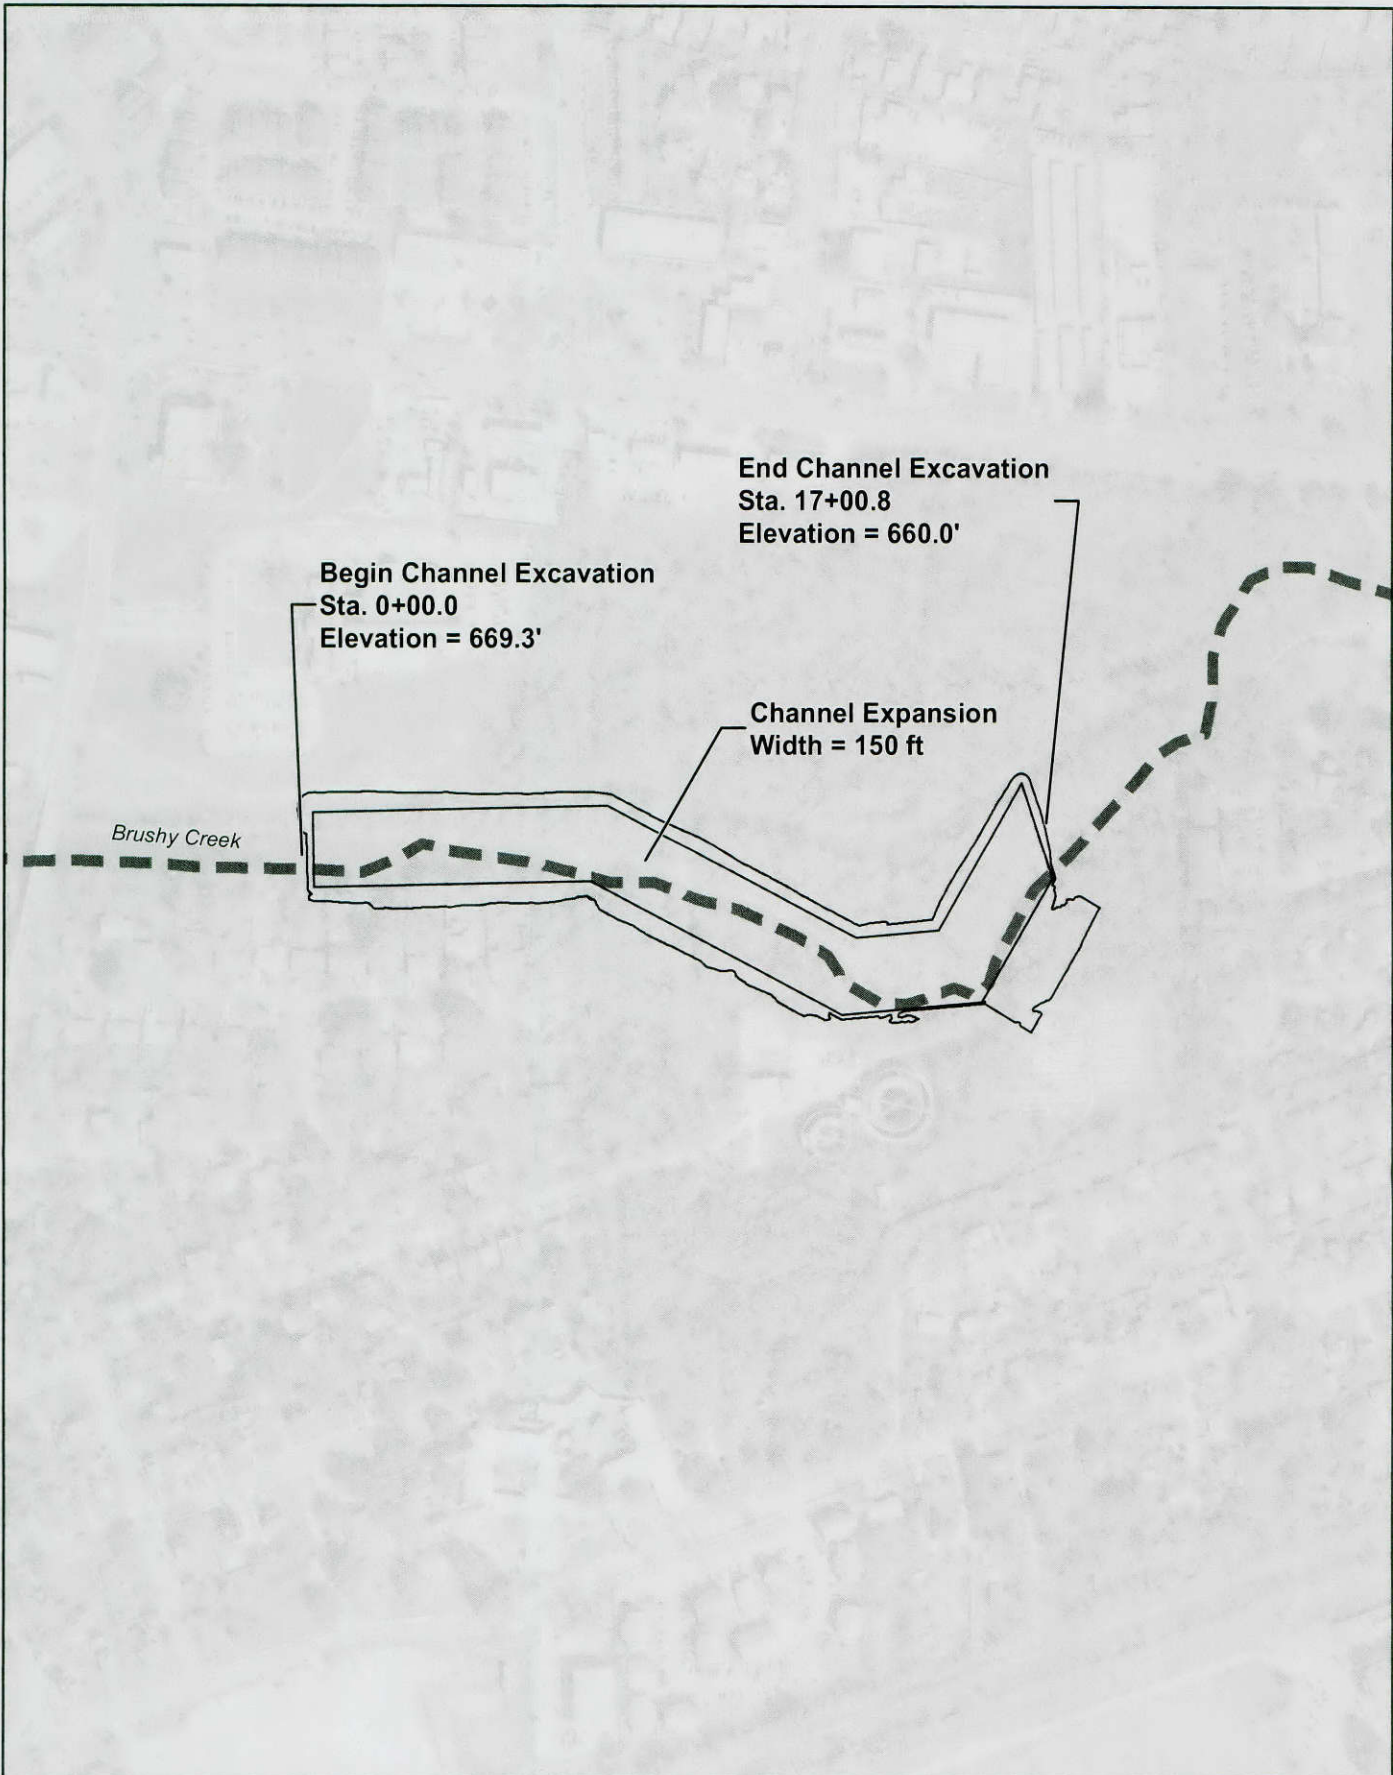 End Channel Excavation
Sta. 17+00.8
Elevation = 660.0'
Begin Channel Excavation
Sta. 0+00.0
Elevation = 669.3'
Channel Expansion
Width = 150 ft
Brushy Creek